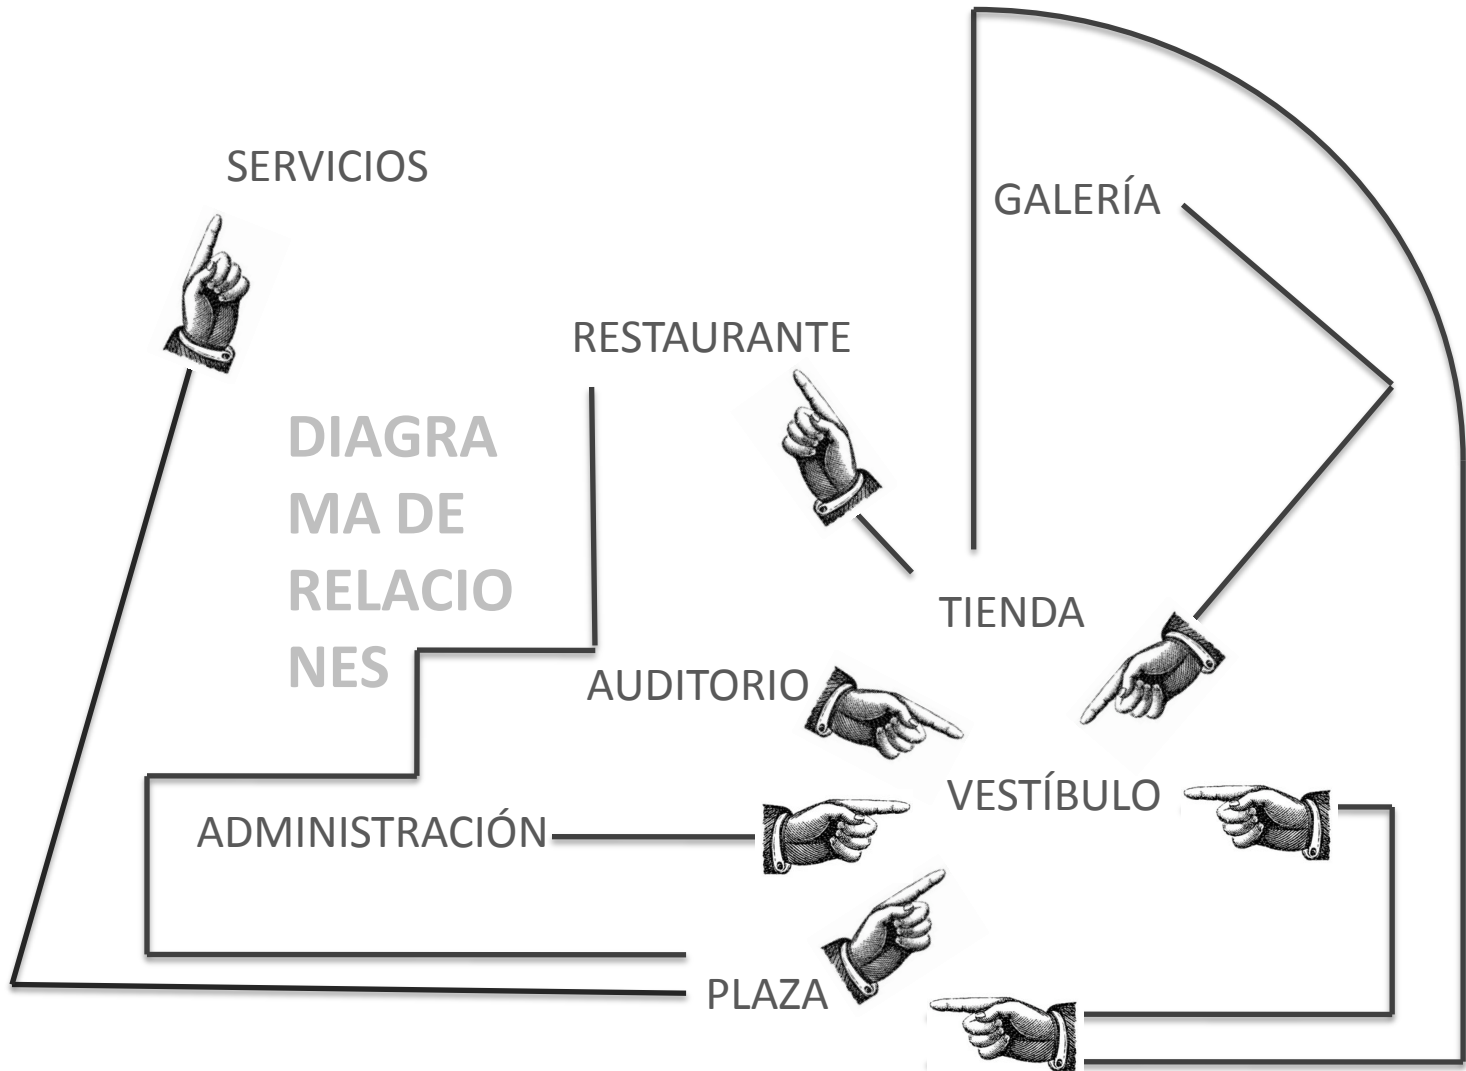 SERVICIOS
GALERÍA
RESTAURANTE
DIAGRA
MA DE
RELACIO
NES
TIENDA
AUDITORIO
VESTÍBULO
ADMINISTRACIÓN
PLAZA